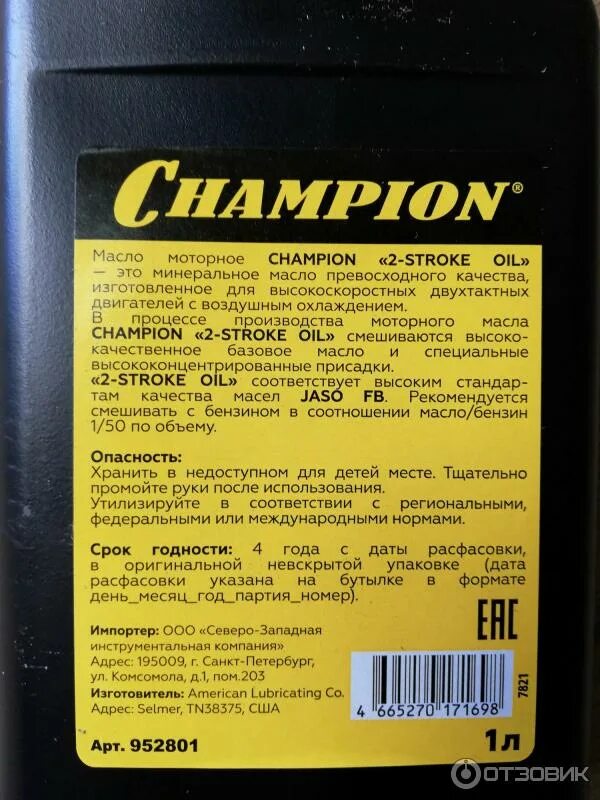 CHAMPION®
Масло моторное CHAMPION «2-STROKE OIL»
— это минеральное масло превосходного качества,
изготовленное для высокоскоростных двухтактных
двигателей с воздушным охлаждением.
В процессе производства моторного масла
CHAMPION «2-STROKE OIL» смешиваются высоко-
качественное базовое масло и специальные
высококонцентрированные присадки.
«2-STROKE OIL» соответствует высоким стандар-
там качества масел JASO FB. Рекомендуется
смешивать с бензином в соотношении масло/бензин
1/50 по объему.
Опасность:
Хранить в недоступном для детей месте. Тщательно
промойте руки после использования.
Утилизируйте в соответствии с региональными,
федеральными или международными нормами.
Срок годности: 4 года с даты расфасовки,
в оригинальной невскрытой упаковке (дата
расфасовки указана на бутылке в формате
день_месяц_год_партия_номер).
Импортер: ООО «Северо-Западная
инструментальная компания»
Адрес: 195009, г. Санкт-Петербург,
ул. Комсомола, д.1, пом.203
Изготовитель: American Lubricating Co.
Адрес: Selmer, TN38375, США
Арт. 952801
EAC
4 665270 171698
7821
1 л
ОТЗОВИК